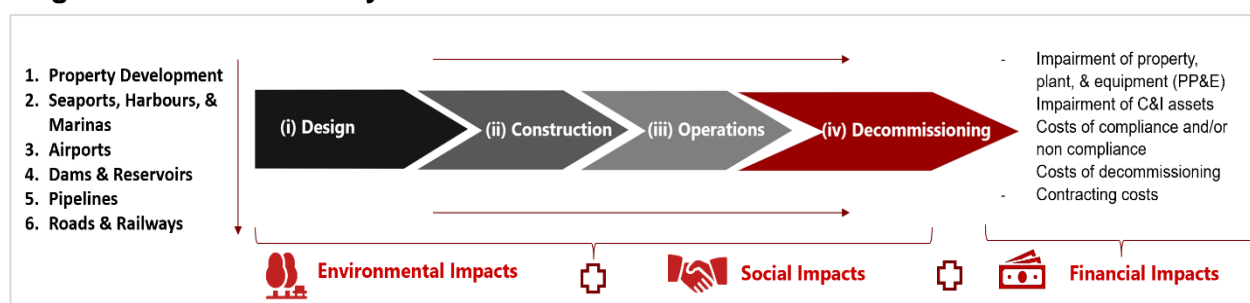 1. Property Development
2. Seaports, Harbours, &
Marinas
3. Airports
4. Dams & Reservoirs
5. Pipelines
6. Roads & Railways
(i) Design
(ii) Construction
(iii) Operations
(iv) Decommissioning
- Impairment of property,
plant, & equipment (PP&E)
Impairment of C&I assets
Costs of compliance and/or
non compliance
Costs of decommissioning
- Contracting costs
Environmental Impacts
Social Impacts
Financial Impacts